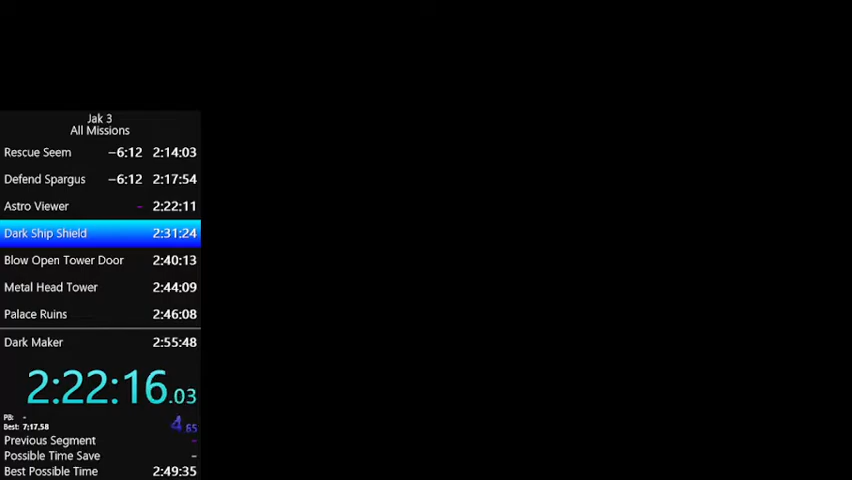 Jak 3
All Missions
Rescue Seem −6:12 2:14:03
Defend Spargus −6:12 2:17:54
Astro Viewer - 2:22:11
Dark Ship Shield 2:31:24
Blow Open Tower Door 2:40:13
Metal Head Tower 2:44:09
Palace Ruins 2:46:08
Dark Maker 2:55:48
2:22:16.03
PB: -
Best: 7:17.58 4.85
Previous Segment -
Possible Time Save -
Best Possible Time 2:49:35